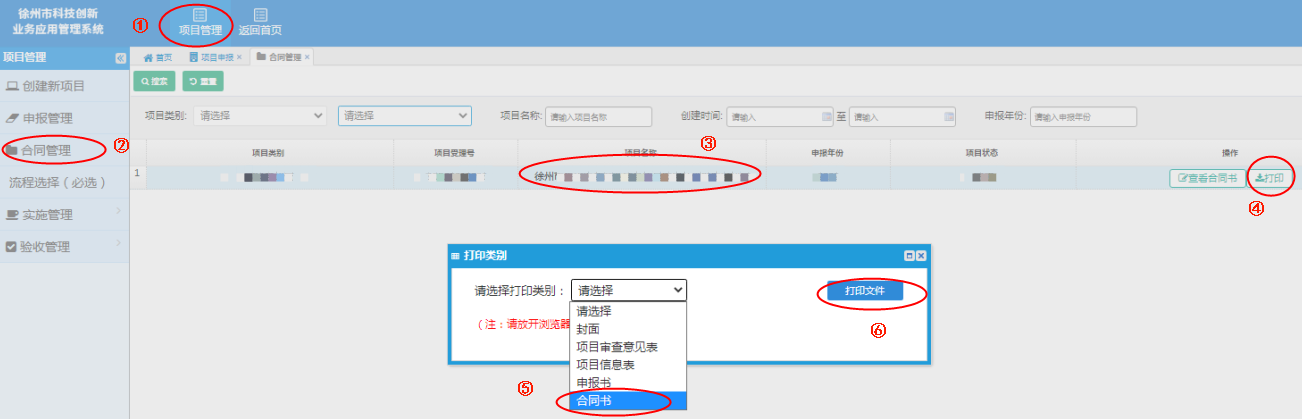 徐州市科技创新
业务应用管理系统
①
项目管理
返回首页
项目管理
首页
项目申报 ×
合同管理 ×
创建新项目
申报管理
②
合同管理
流程选择（必选）
实施管理
验收管理
搜索
重置
项目类别:
请选择
请选择
项目名称:
请输入项目名称
创建时间:
请输入
至
请输入
申报年份:
请输入申报年份
③
项目类别
项目受理号
项目名称
申报年份
项目状态
操作
1
徐州
查看合同书
打印
④
打印类别
请选择打印类别：
请选择
打印文件
（注：请放开浏览器
⑥
请选择
封面
项目审查意见表
项目信息表
申报书
合同书
⑤